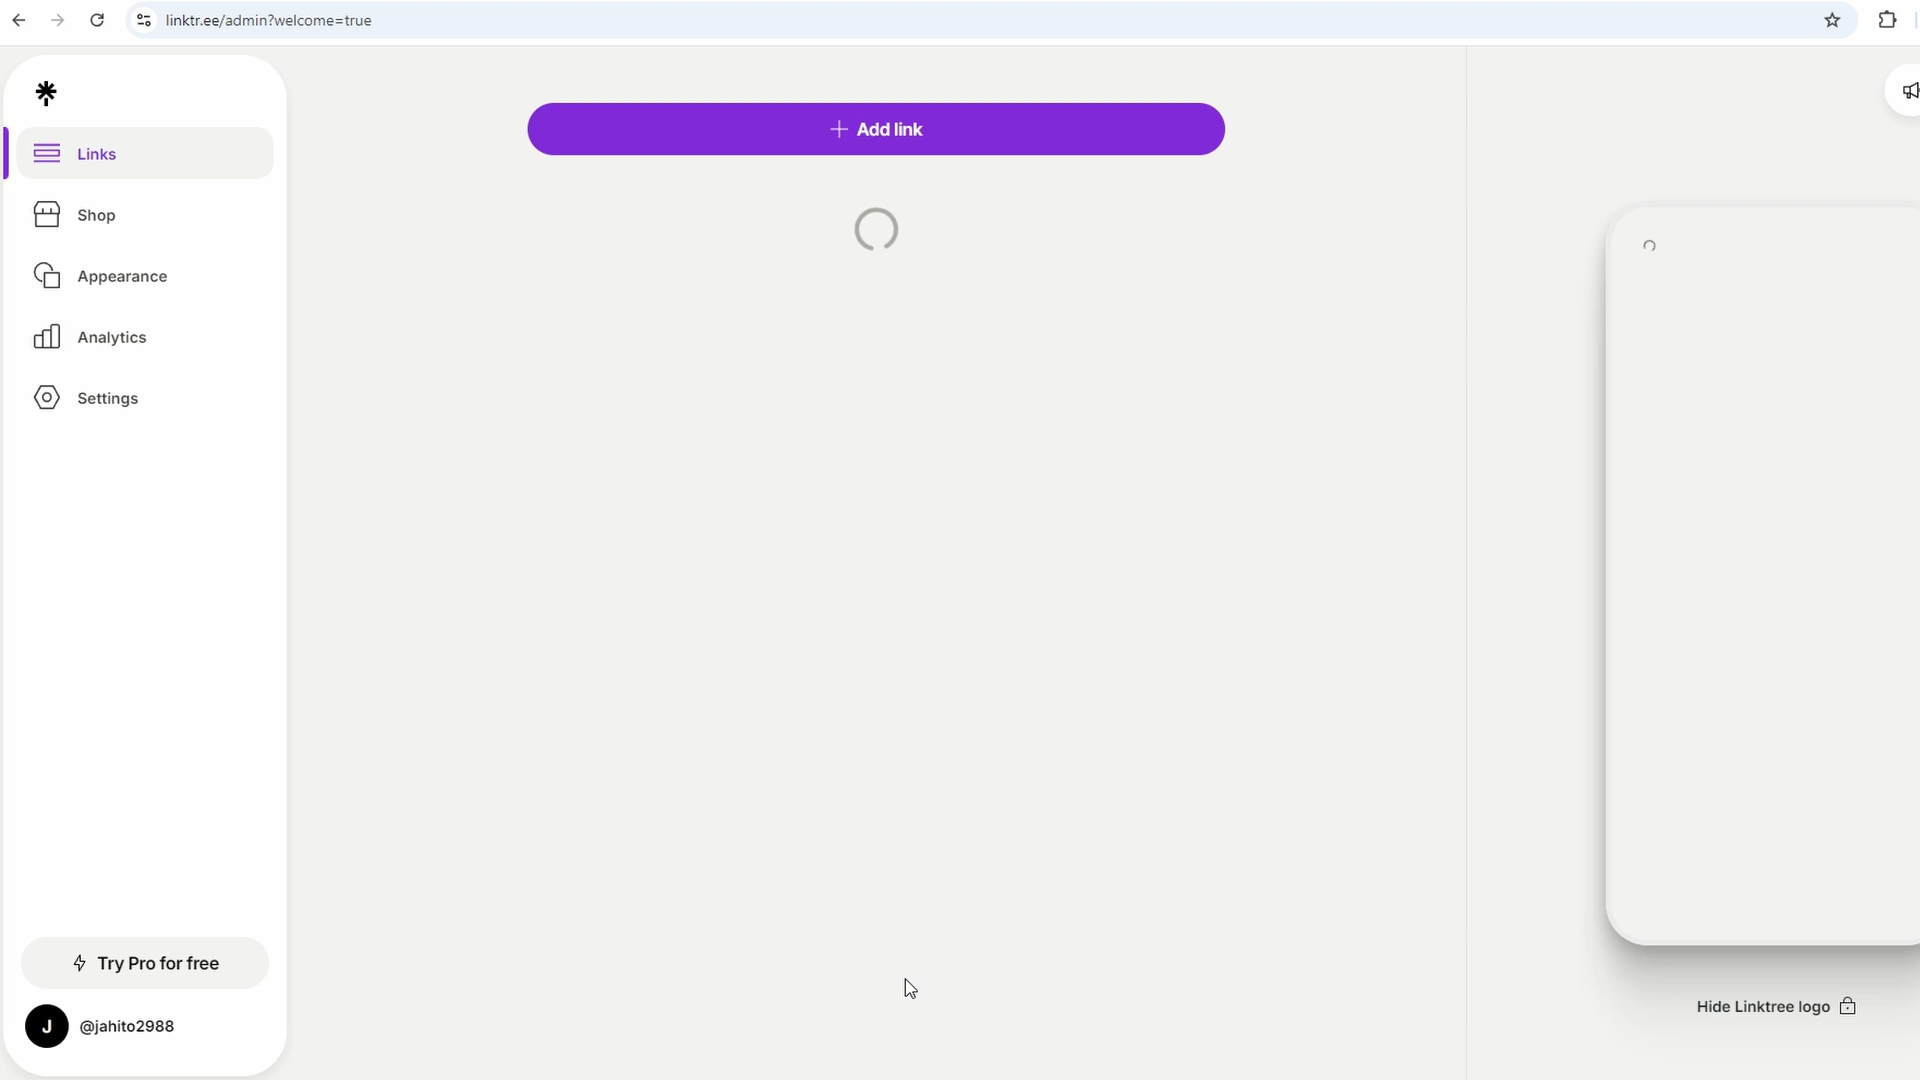 linktr.ee/admin?welcome=true
Links
Shop
Appearance
Analytics
Settings
Try Pro for free
J
@jahito2988
+ Add link
Hide Linktree logo